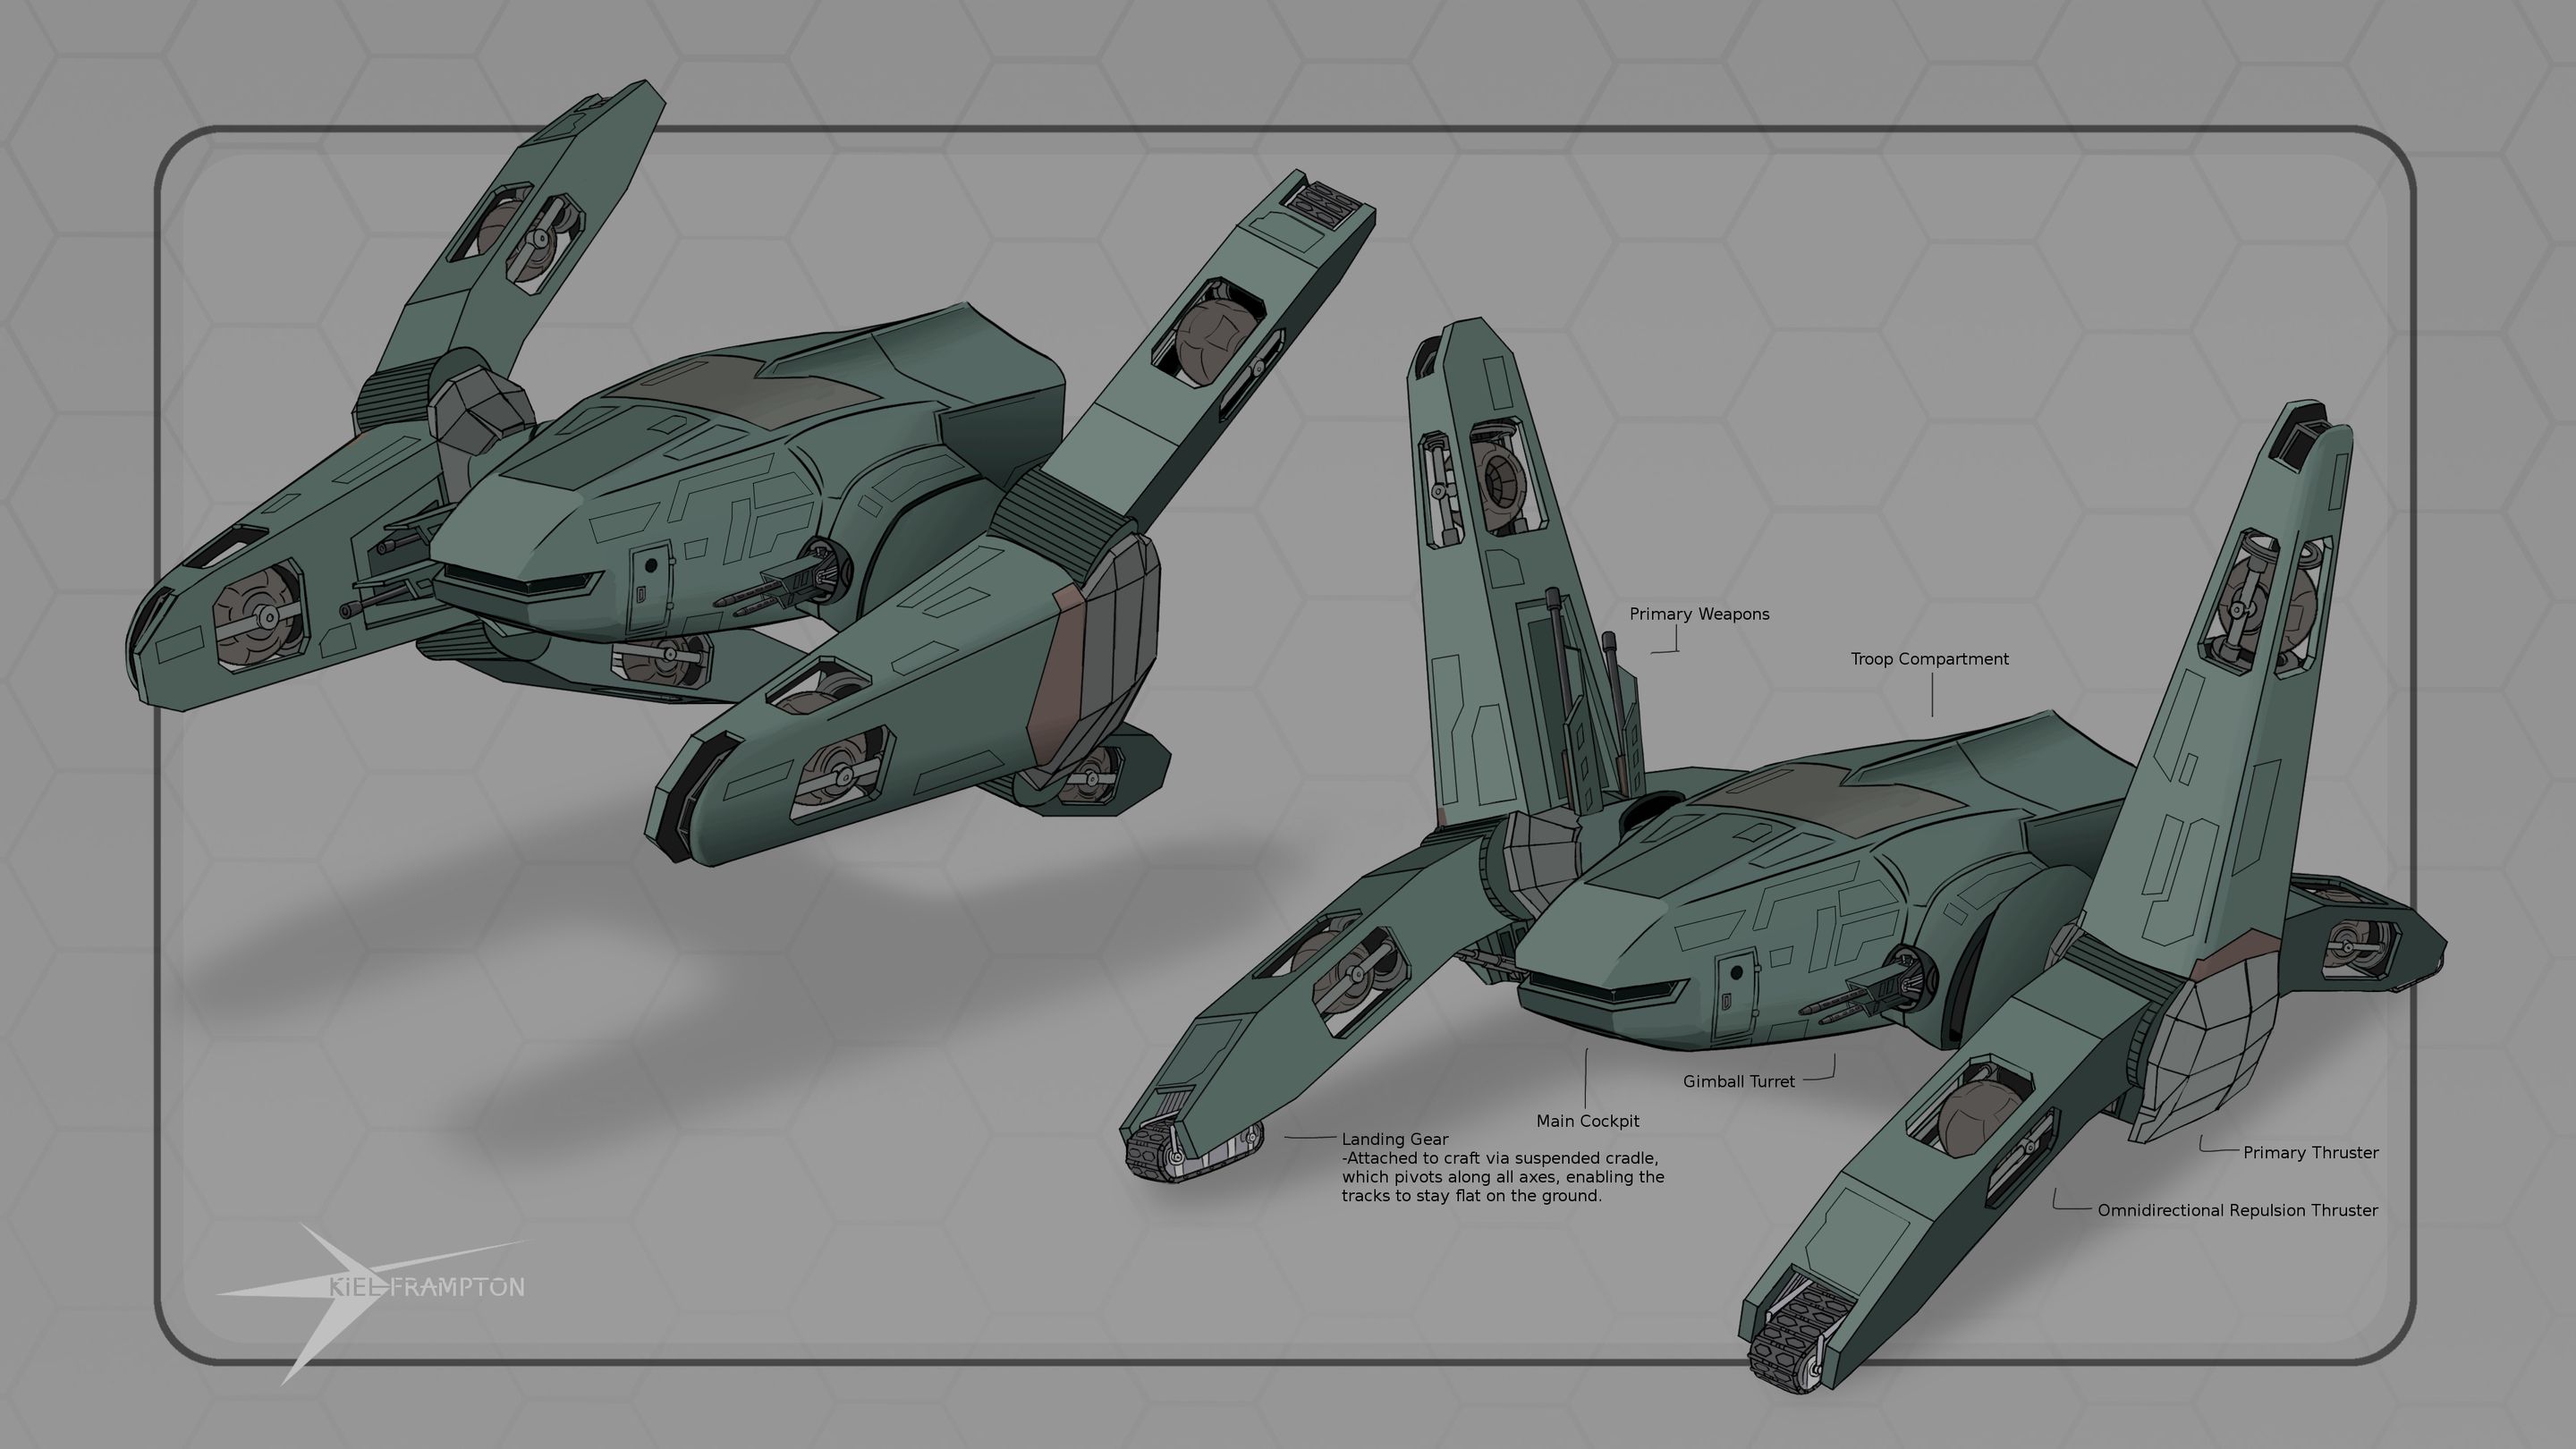 Primary Weapons
Troop Compartment
Gimball Turret
Main Cockpit
Landing Gear
-Attached to craft via suspended cradle,
which pivots along all axes, enabling the
tracks to stay flat on the ground.
Primary Thruster
Omnidirectional Repulsion Thruster
KiEL FRAMPTON